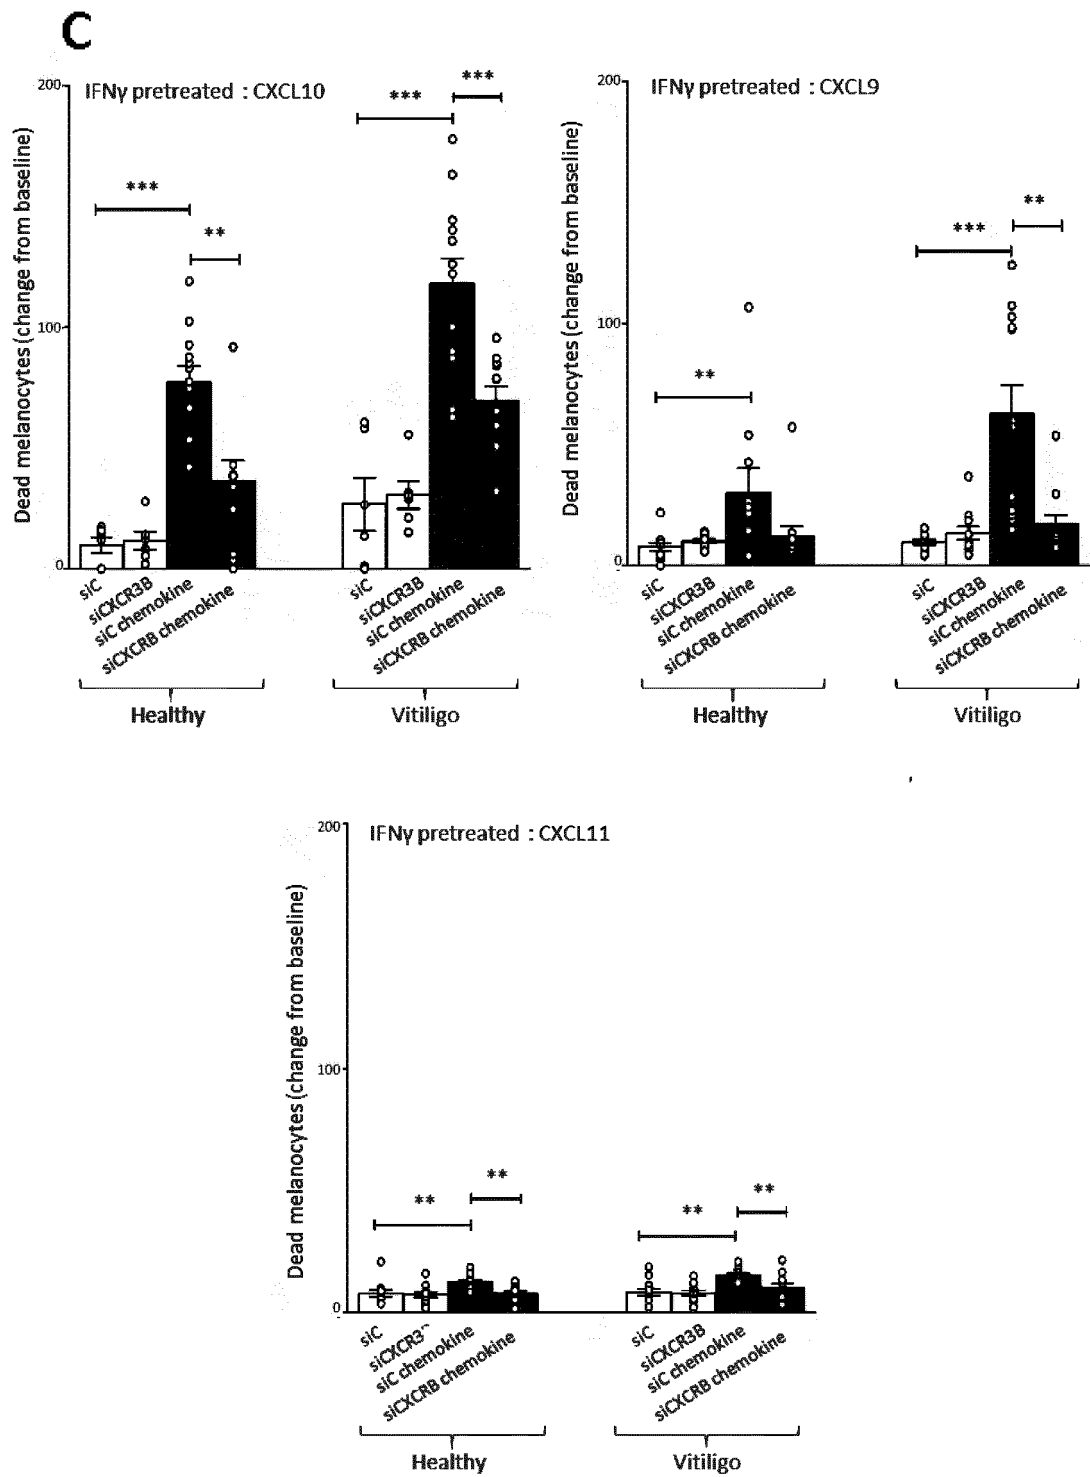 C
IFNγ pretreated : CXCL10
Dead melanocytes (change from baseline)
200
100
0
***
**
***
***
siC
siCXCR3B
siC chemokine
siCXCRB chemokine
siC
siCXCR3B
siC chemokine
siCXCRB chemokine
Healthy
Vitiligo
IFNγ pretreated : CXCL9
Dead melanocytes (change from baseline)
200
100
0
**
***
**
siC
siCXCR3B
siC chemokine
siCXCRB chemokine
siC
siCXCR3B
siC chemokine
siCXCRB chemokine
Healthy
Vitiligo
IFNγ pretreated : CXCL11
Dead melanocytes (change from baseline)
200
100
0
**
**
**
**
siC
siCXCR3
siC chemokine
siCXCRB chemokine
siC
siCXCR3B
siC chemokine
siCXCRB chemokine
Healthy
Vitiligo